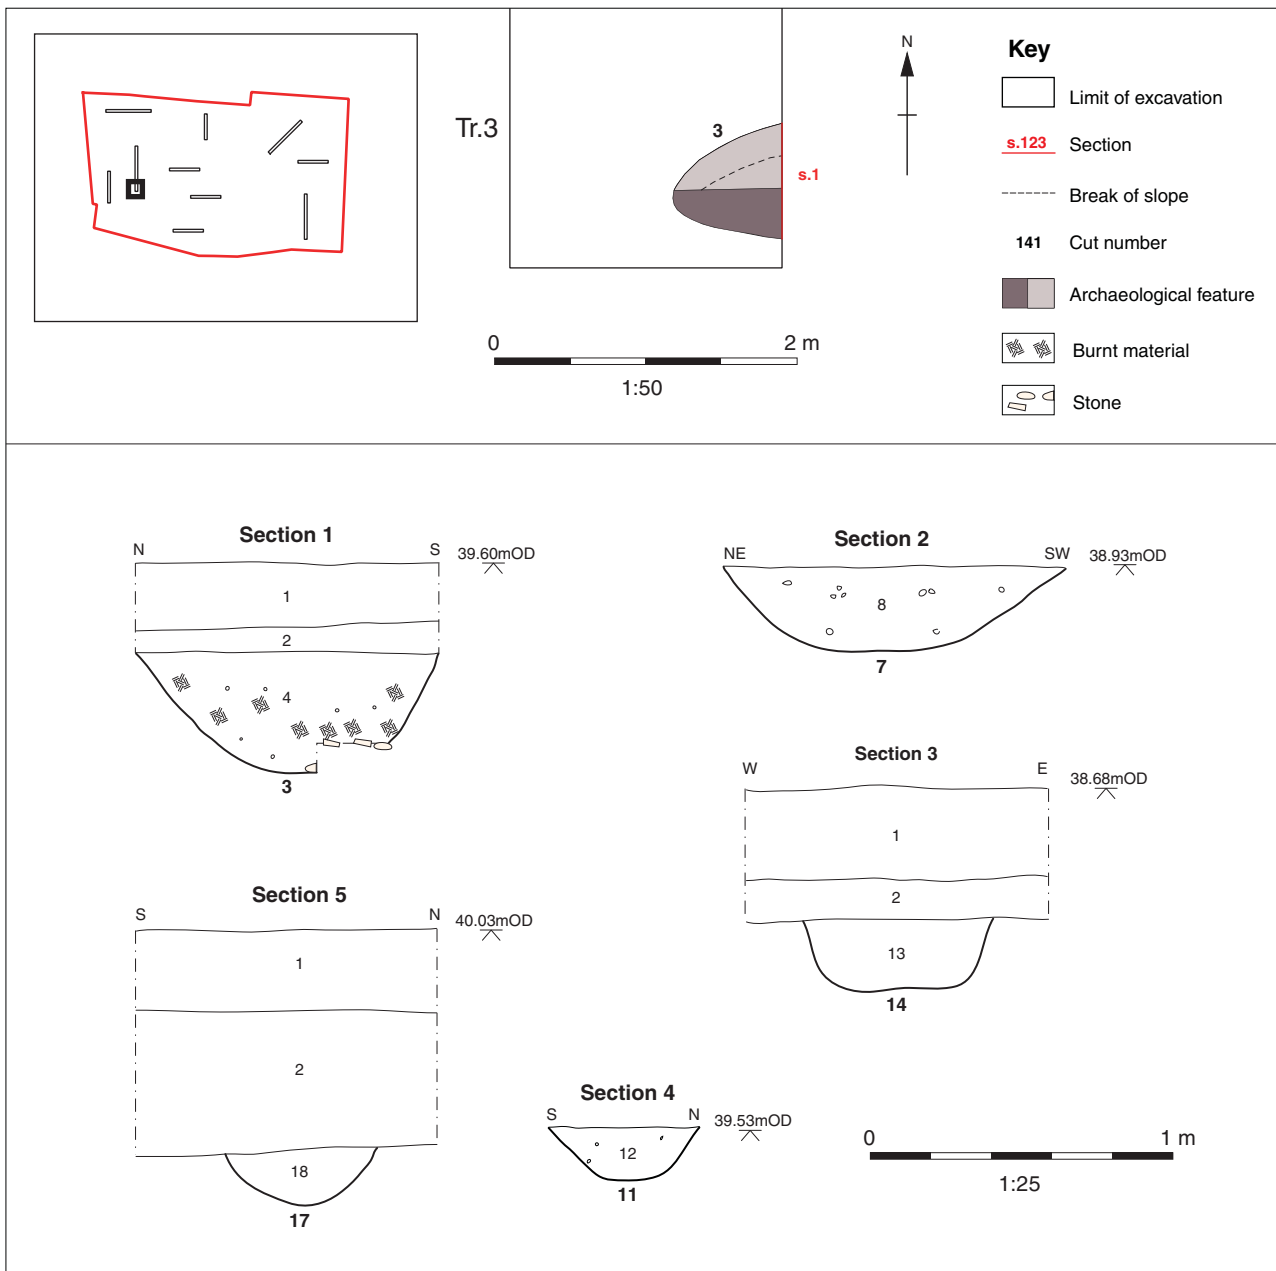 Tr.3
3
s.1
N
0 2 m
1:50
Key
Limit of excavation
s.123 Section
Break of slope
141 Cut number
Archaeological feature
Burnt material
Stone
Section 1
N S 39.60mOD
1
2
4
3
Section 2
NE SW 38.93mOD
8
7
Section 3
W E 38.68mOD
1
2
13
14
Section 5
S N 40.03mOD
1
2
18
17
Section 4
S N 39.53mOD
12
11
0 1 m
1:25